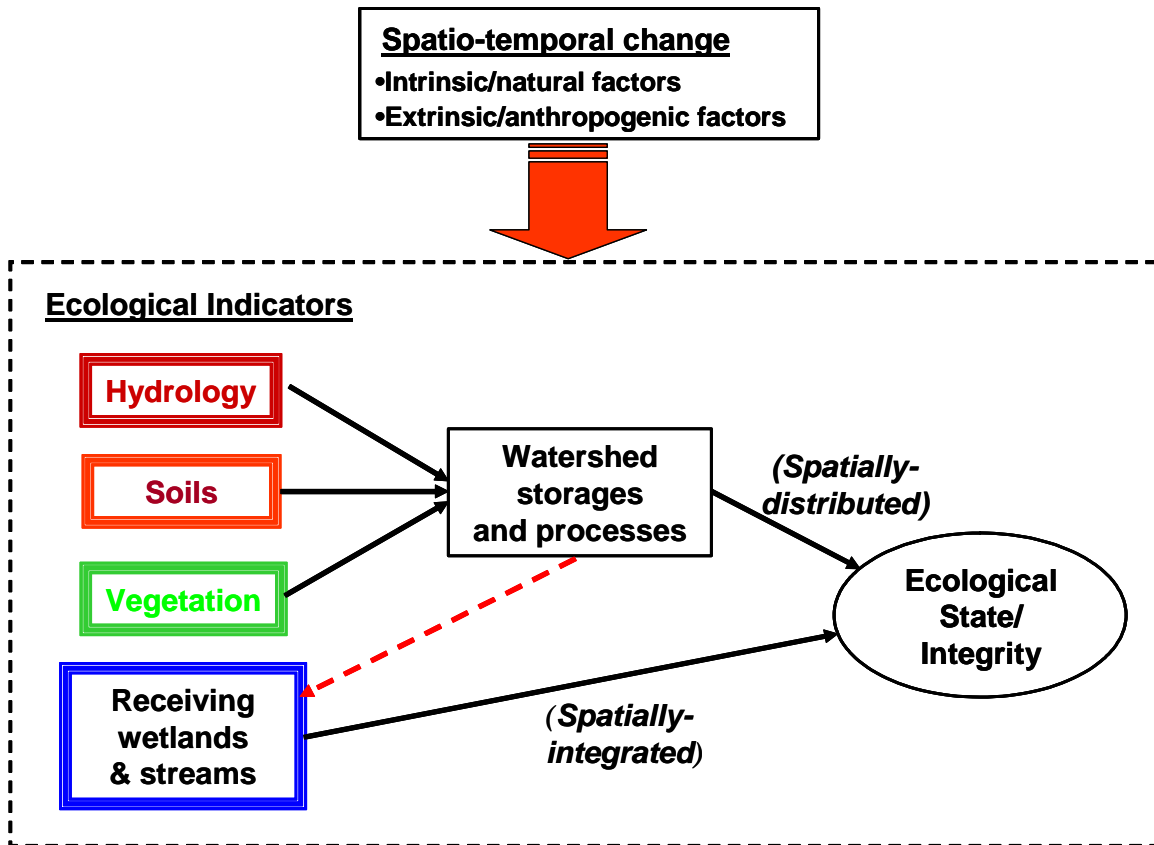 Spatio-temporal change
•Intrinsic/natural factors
•Extrinsic/anthropogenic factors
Ecological Indicators
Hydrology
Soils
Vegetation
Receiving
wetlands
& streams
Watershed
storages
and processes
(Spatially-
distributed)
(Spatially-
integrated)
Ecological
State/
Integrity